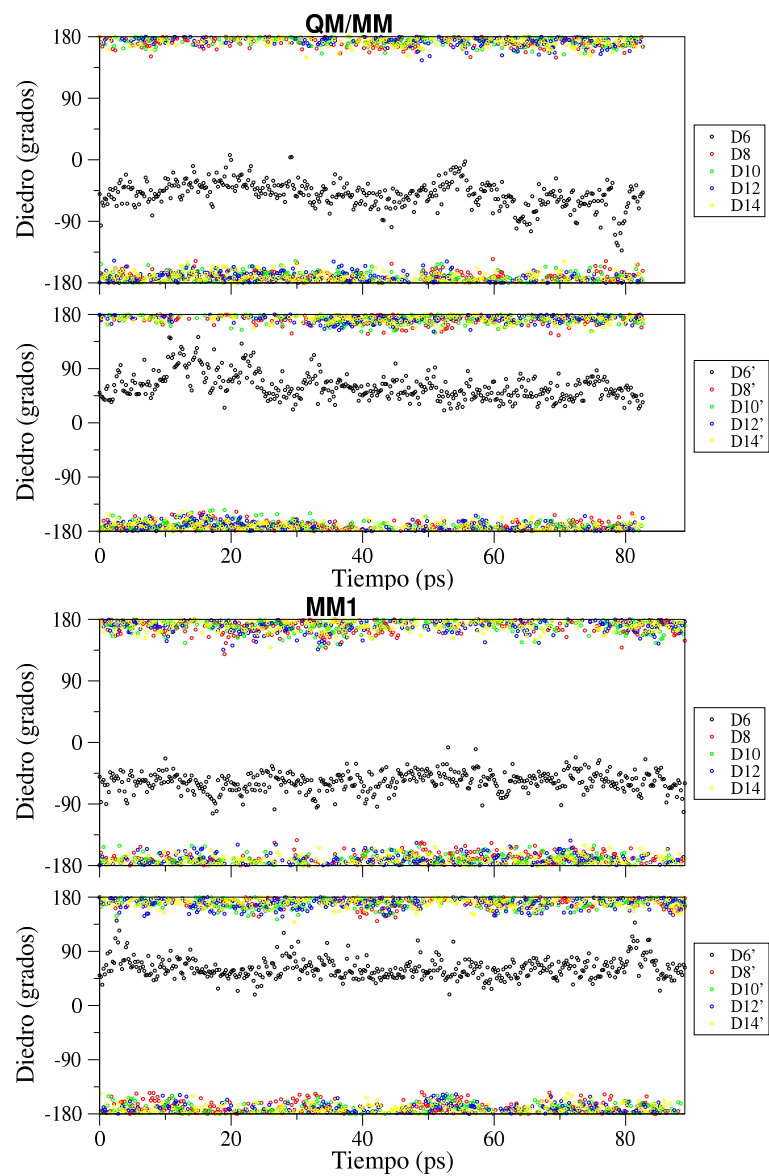 QM/MM
180
90
0
-90
-180
Diedro (grados)
D6
D8
D10
D12
D14
180
90
0
-90
-180
Diedro (grados)
D6'
D8'
D10'
D12'
D14'
0 20 40 60 80
Tiempo (ps)
MM1
180
90
0
-90
-180
Diedro (grados)
D6
D8
D10
D12
D14
180
90
0
-90
-180
Diedro (grados)
D6'
D8'
D10'
D12'
D14'
0 20 40 60 80
Tiempo (ps)